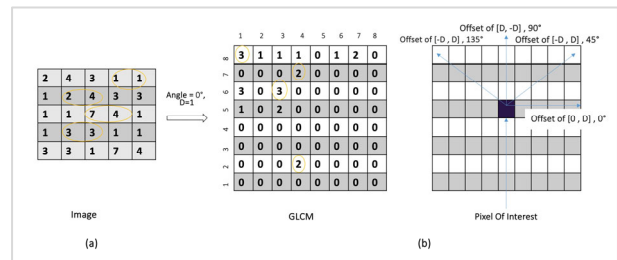 1 2 3 4 5 6 7 8
Offset of [D, -D] , 90°
Offset of [-D , D] , 135°
Offset of [-D , D] , 45°
8 3 1 1 1 0 1 2 0
2 4 3 1 1
7 0 0 0 2 0 0 0 0
1 2 4 3 3
Angle = 0°,
D=1
6 3 0 3 0 0 0 0 0
1 1 7 4 1
5 1 0 2 0 0 0 0 0
Offset of [0 , D] , 0°
1 3 3 1 1
4 0 0 0 0 0 0 0 0
3 3 1 7 4
3 0 0 0 0 0 0 0 0
2 0 0 0 2 0 0 0 0
1 0 0 0 0 0 0 0 0
Image
GLCM
Pixel Of Interest
(a)
(b)